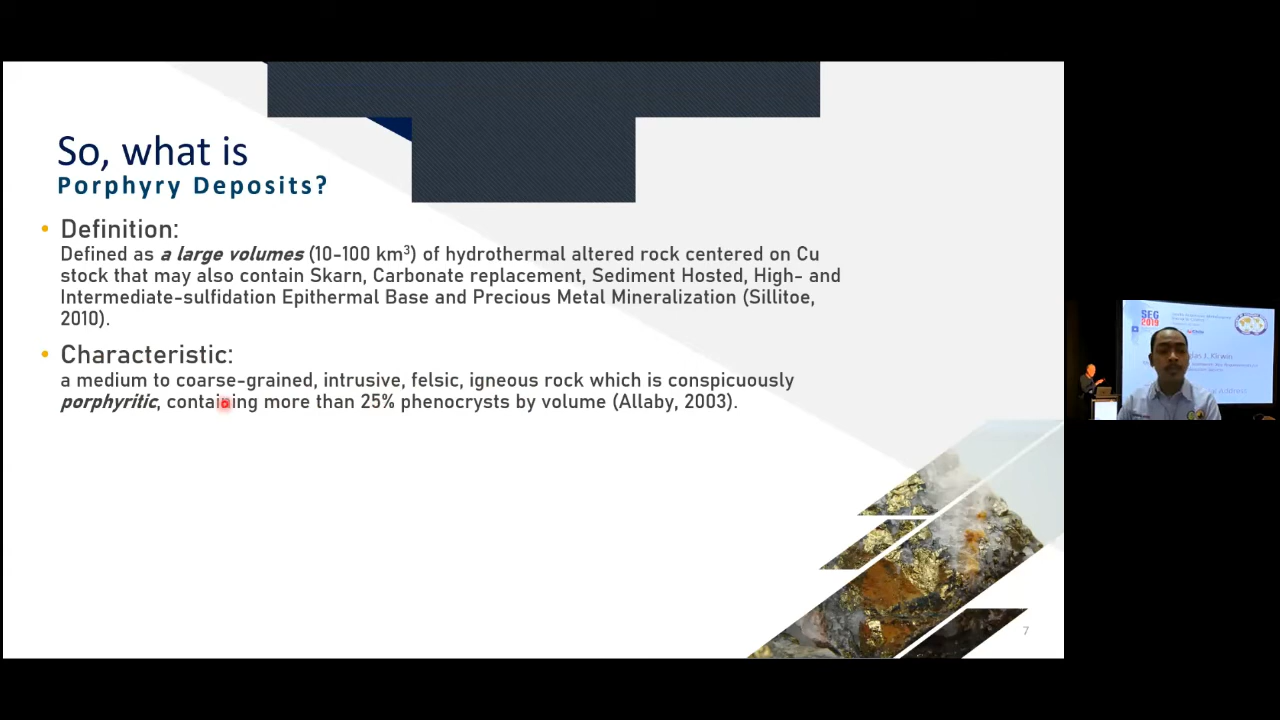 So, what is
Porphyry Deposits?
• Definition:
Defined as a large volumes (10-100 km³) of hydrothermal altered rock centered on Cu
stock that may also contain Skarn, Carbonate replacement, Sediment Hosted, High- and
Intermediate-sulfidation Epithermal Base and Precious Metal Mineralization (Sillitoe,
2010).
• Characteristic:
a medium to coarse-grained, intrusive, felsic, igneous rock which is conspicuously
porphyritic, containing more than 25% phenocrysts by volume (Allaby, 2003).
7
SEG
2019
Kirwin